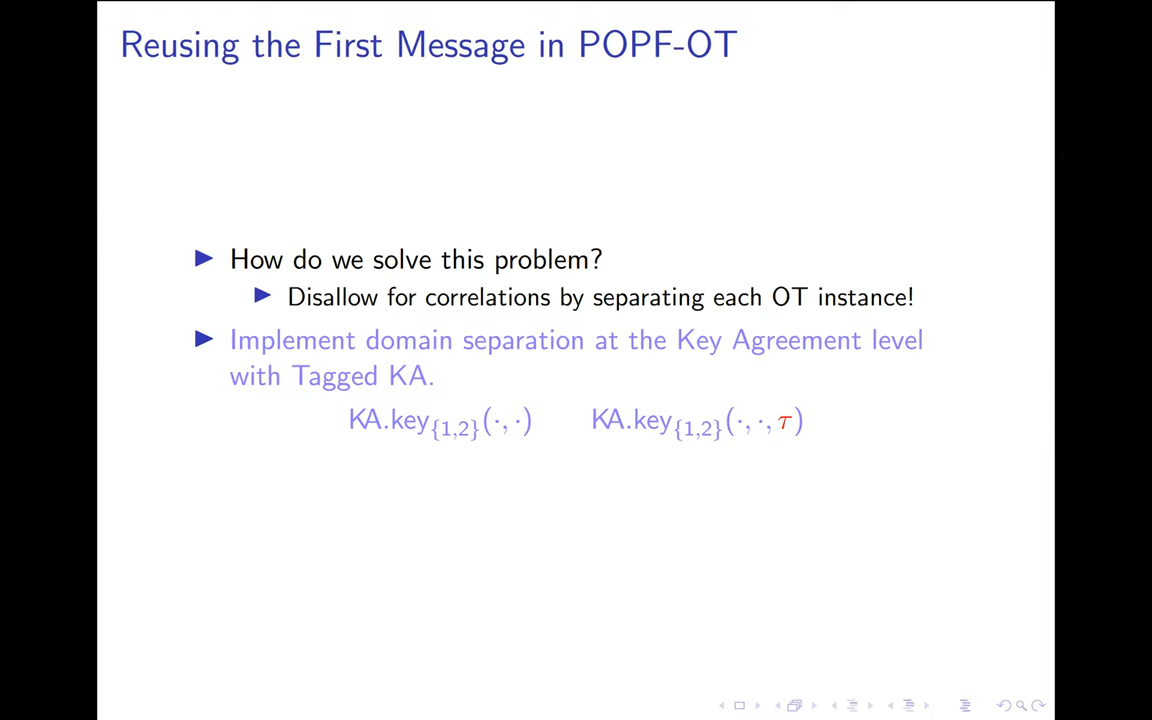 Reusing the First Message in POPF-OT
▶ How do we solve this problem?
▶ Disallow for correlations by separating each OT instance!
▶ Implement domain separation at the Key Agreement level
with Tagged KA.
KA.key_{1,2}(·, ·) KA.key_{1,2}(·, ·, τ)